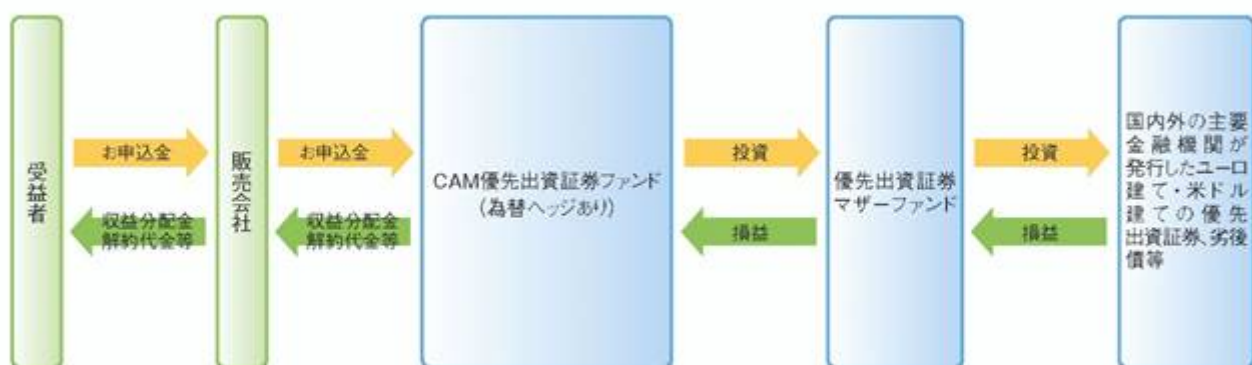 受益者
お申込金
収益分配金
解約代金等
販売会社
お申込金
収益分配金
解約代金等
CAM優先出資証券ファンド
(為替ヘッジあり)
投資
損益
優先出資証券
マザーファンド
投資
損益
国内外の主要
金融機関が
発行したユーロ
建て・米ドル
建ての優先
出資証券、劣後
債等